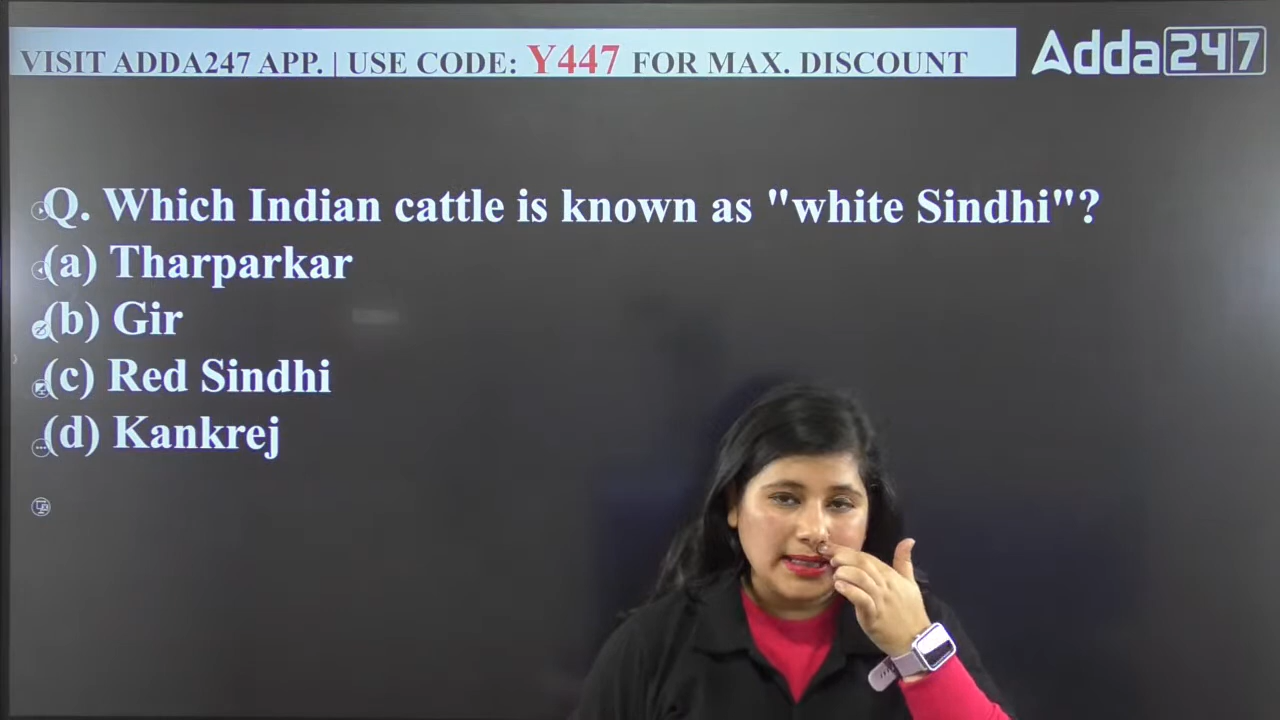 VISIT ADDA247 APP. | USE CODE: Y447 FOR MAX. DISCOUNT
Adda247
Q. Which Indian cattle is known as "white Sindhi"?
(a) Tharparkar
(b) Gir
(c) Red Sindhi
(d) Kankrej